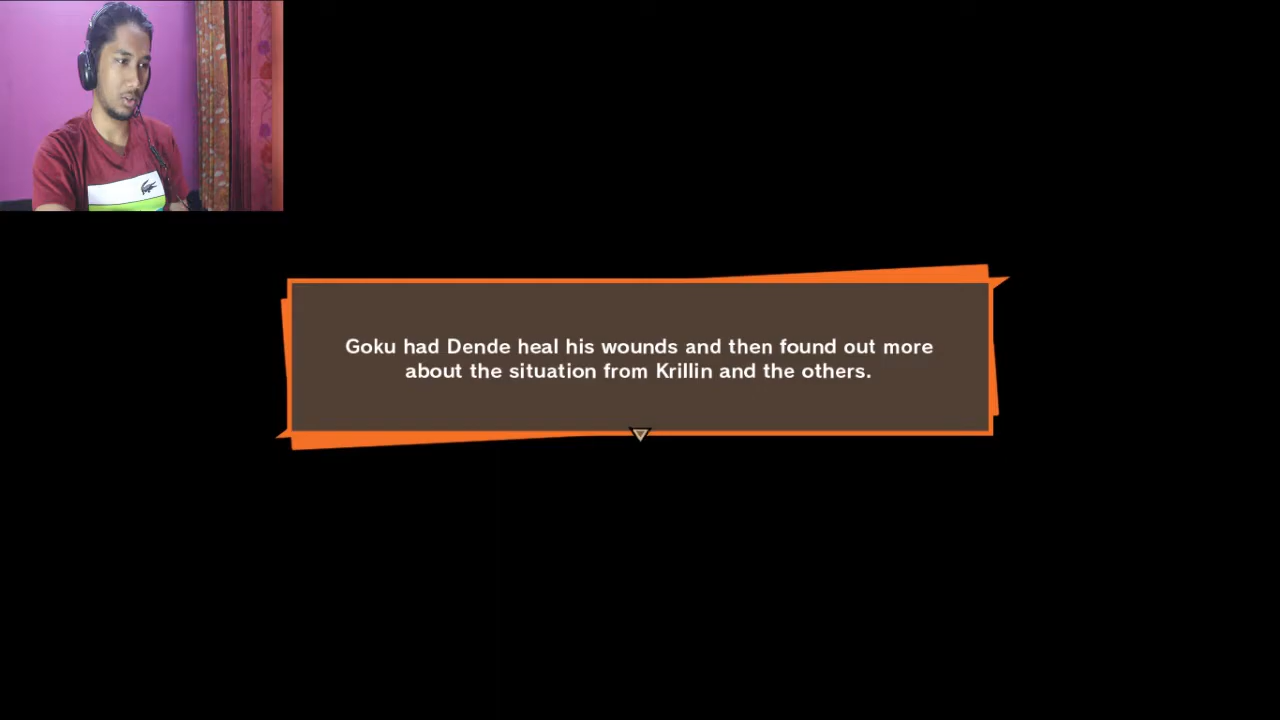 Goku had Dende heal his wounds and then found out more
about the situation from Krillin and the others.